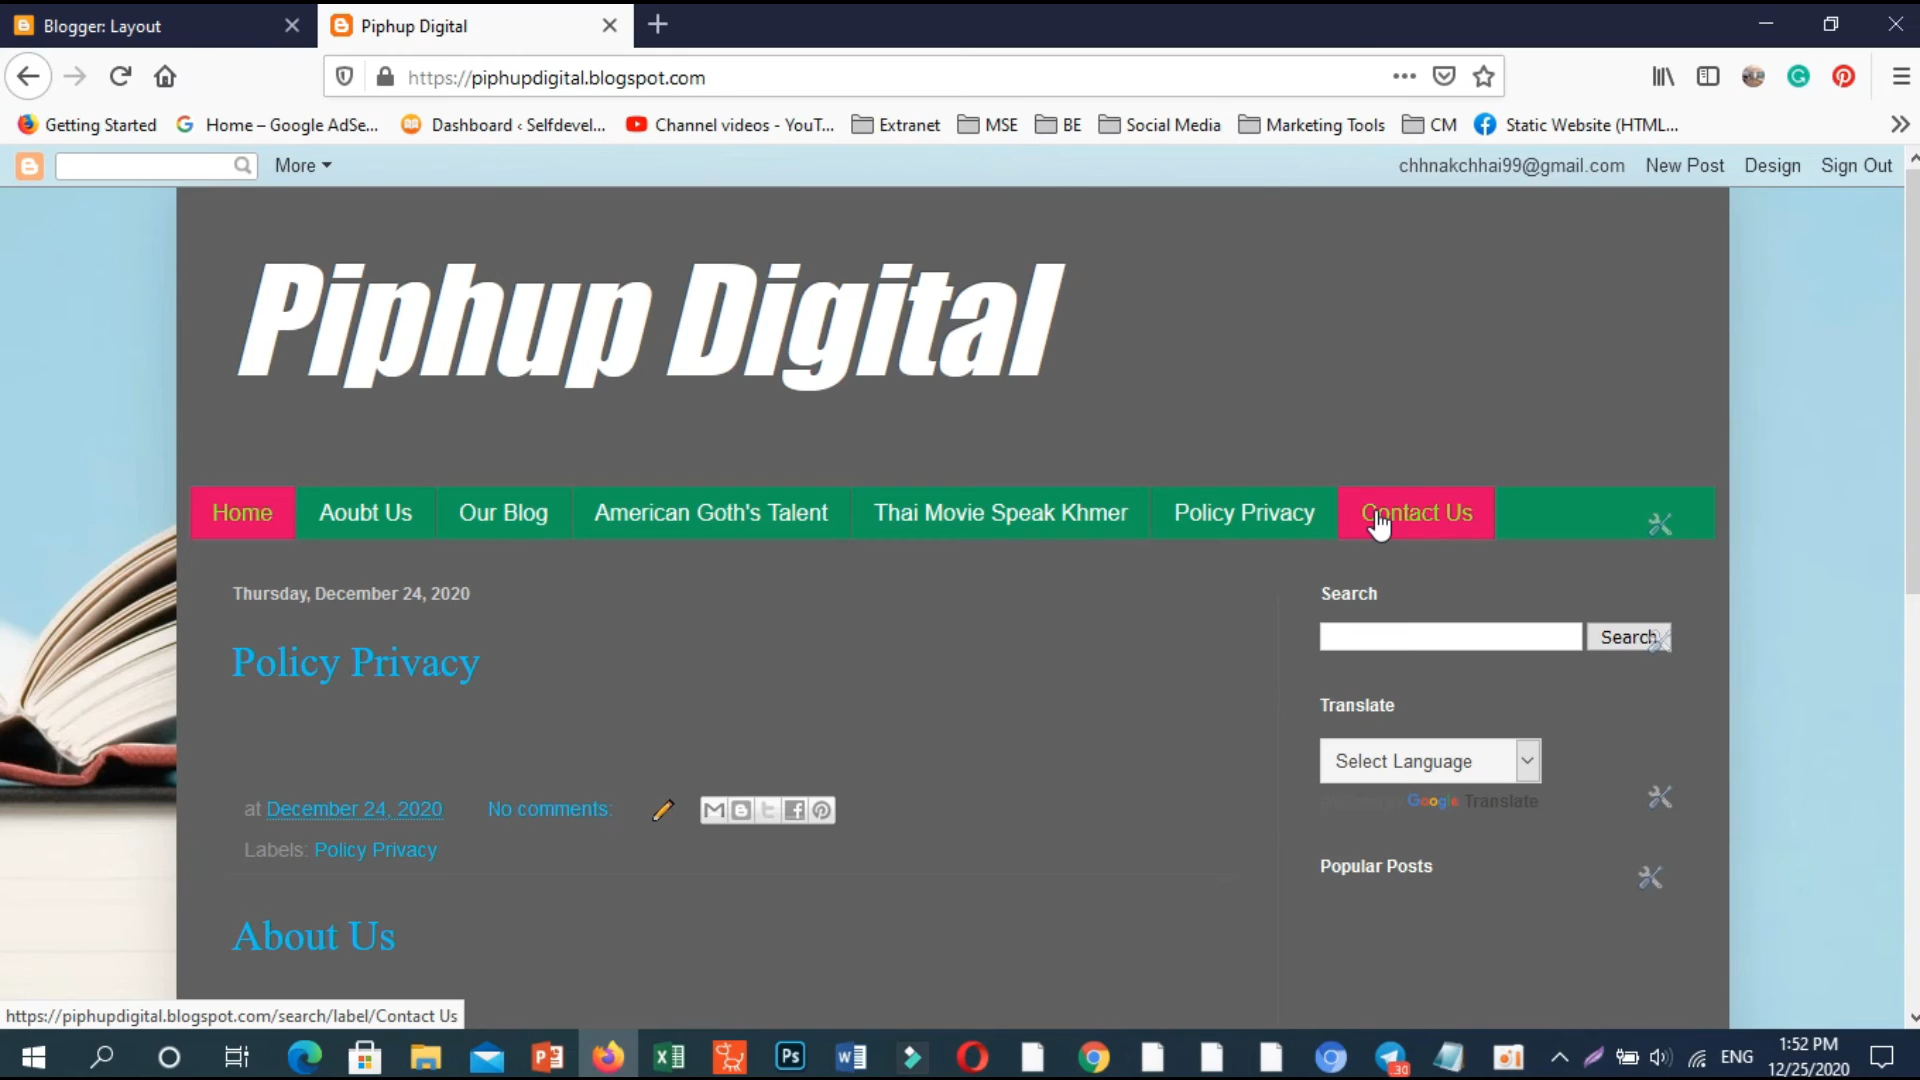 Blogger: Layout
Piphup Digital
https://piphupdigital.blogspot.com
Getting Started
Home – Google AdSe...
Dashboard ‹ Selfdevel...
Channel videos - YouT...
Extranet
MSE
BE
Social Media
Marketing Tools
CM
Static Website (HTML...
More
chhnakchhai99@gmail.com
New Post
Design
Sign Out
Piphup Digital
Home
Aoubt Us
Our Blog
American Goth's Talent
Thai Movie Speak Khmer
Policy Privacy
Contact Us
Thursday, December 24, 2020
Search
Policy Privacy
Search
Translate
Select Language
Google Translate
at December 24, 2020
No comments:
Labels: Policy Privacy
Popular Posts
About Us
https://piphupdigital.blogspot.com/search/label/Contact Us
30
ENG
1:52 PM
12/25/2020